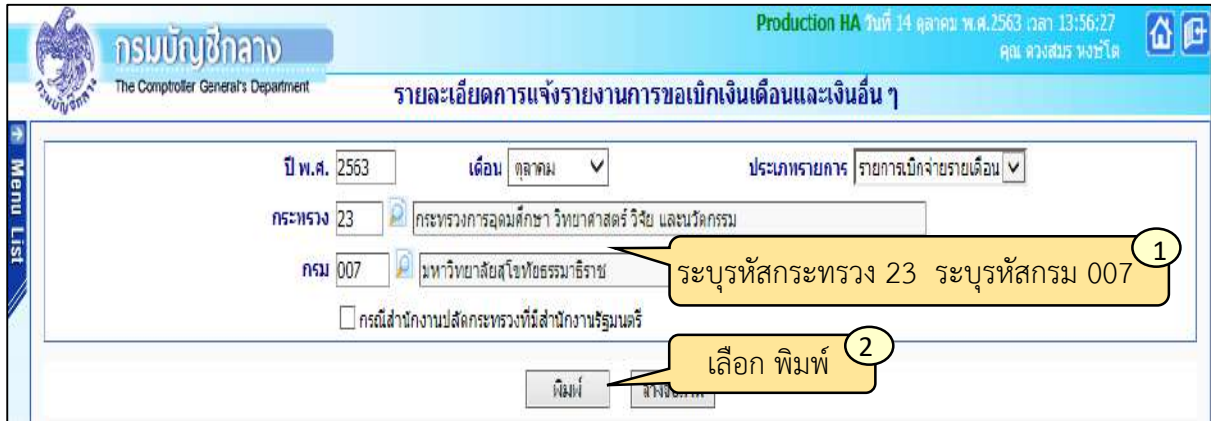 Production HA วันที่ 14 ตุลาคม พ.ศ.2563 เวลา 13:56:27
คุณ ดวงสมร หงษ์โต
กรมบัญชีกลาง
The Comptroller General's Department
รายละเอียดการแจ้งรายงานการขอเบิกเงินเดือนและเงินอื่น ๆ
Menu List
ปี พ.ศ. 2563 เดือน ตุลาคม ประเภทรายการ รายการเบิกจ่ายรายเดือน
กระทรวง 23 กระทรวงการอุดมศึกษา วิทยาศาสตร์ วิจัย และนวัตกรรม
กรม 007 มหาวิทยาลัยสุโขทัยธรรมาธิราช
ระบุรหัสกระทรวง 23 ระบุรหัสกรม 007
1
กรณีสำนักงานปลัดกระทรวงที่มีสำนักงานรัฐมนตรี
เลือก พิมพ์
2
พิมพ์